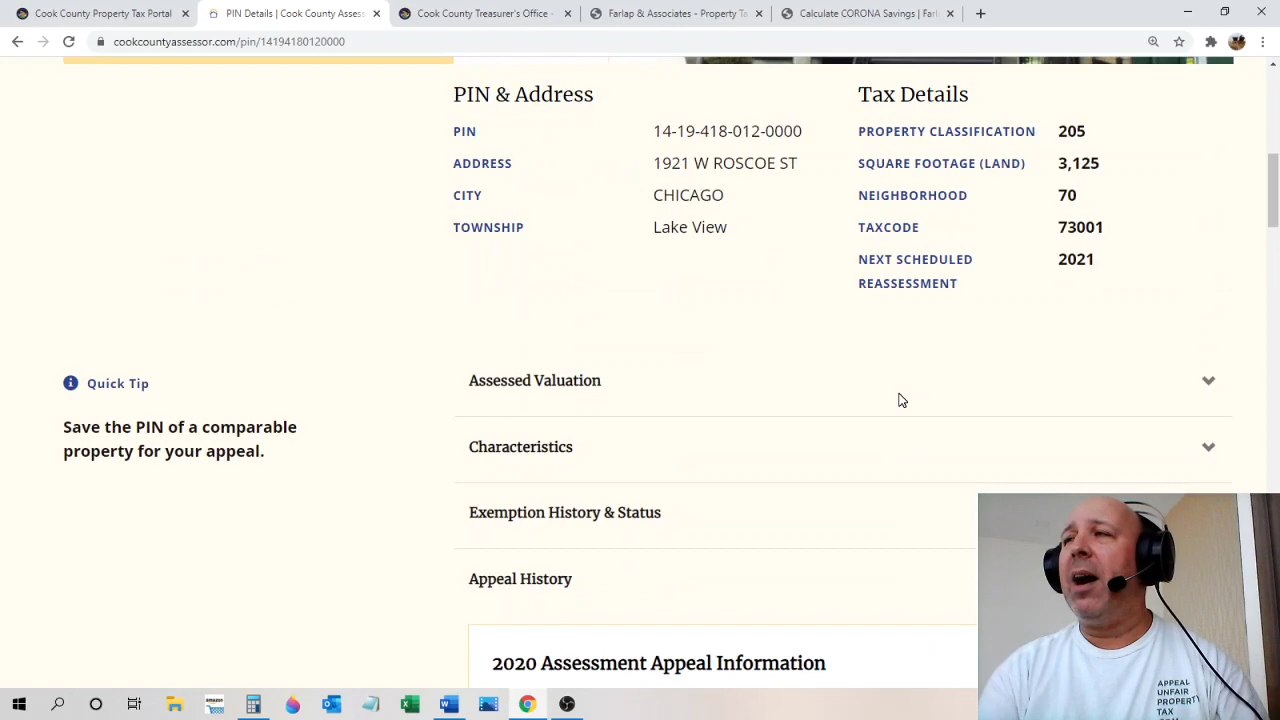 Cook County Property Tax Portal
PIN Details | Cook County Assess
Cook County Treasurer's Office -
Farlap & Associates - Property Ta
Calculate CORONA Savings | Farl
cookcountyassessor.com/pin/14194180120000
PIN & Address
PIN 14-19-418-012-0000
ADDRESS 1921 W ROSCOE ST
CITY CHICAGO
TOWNSHIP Lake View
Tax Details
PROPERTY CLASSIFICATION 205
SQUARE FOOTAGE (LAND) 3,125
NEIGHBORHOOD 70
TAXCODE 73001
NEXT SCHEDULED 2021
REASSESSMENT
Quick Tip
Save the PIN of a comparable
property for your appeal.
Assessed Valuation
Characteristics
Exemption History & Status
Appeal History
2020 Assessment Appeal Information
amazon
APPEAL
UNFAIR
PROPERTY
TAX